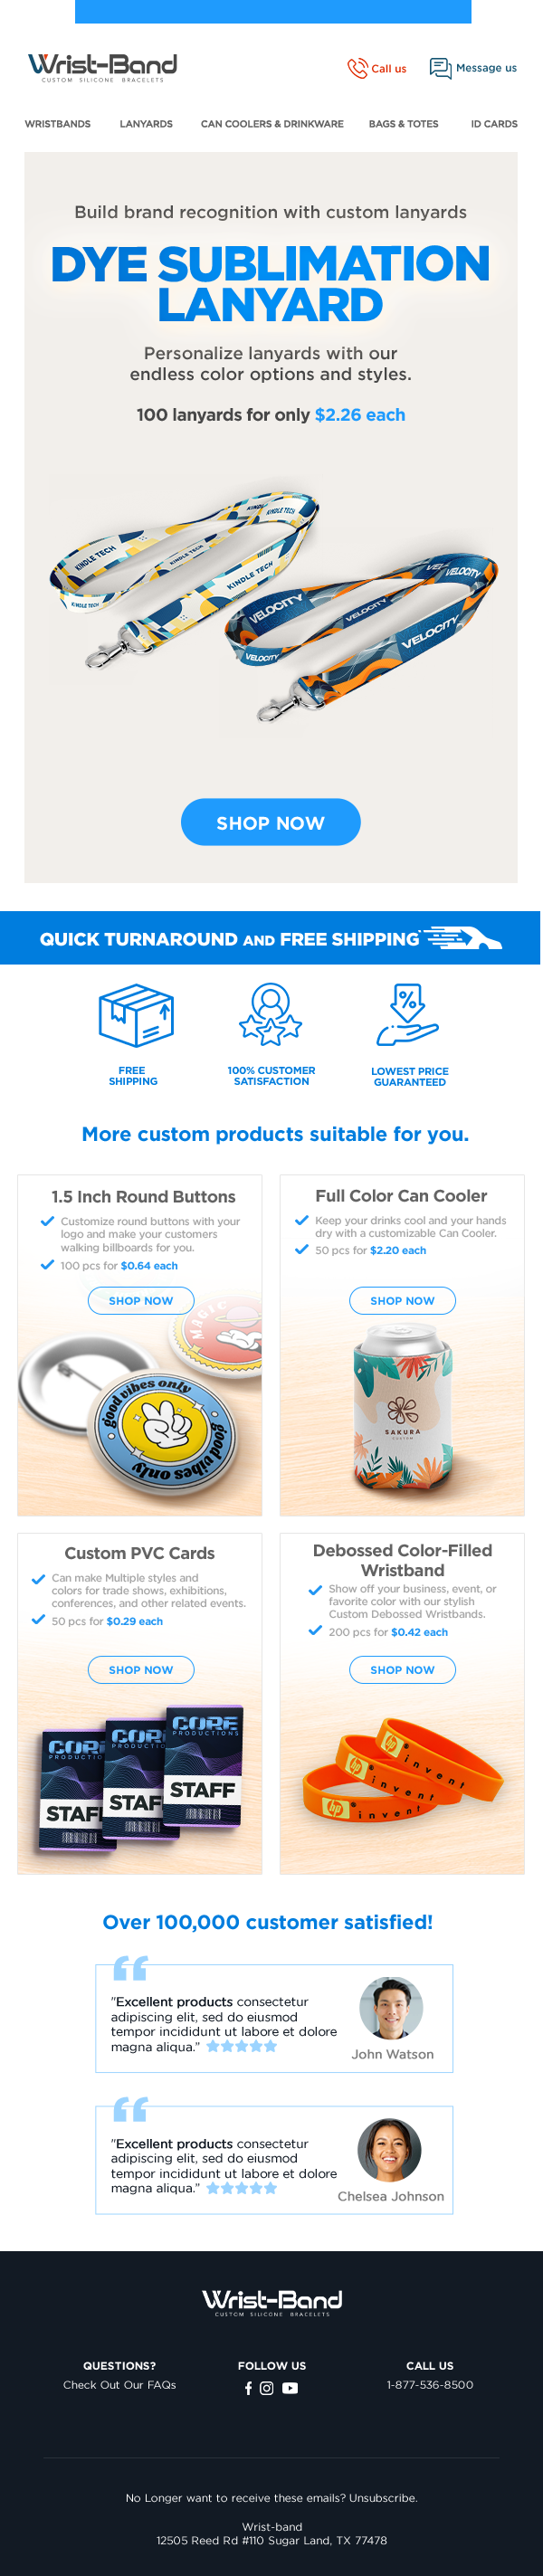 Wrist-Band
CUSTOM SILICONE BRACELETS
Call us
Message us
WRISTBANDS LANYARDS CAN COOLERS & DRINKWARE BAGS & TOTES ID CARDS
Build brand recognition with custom lanyards
DYE SUBLIMATION
LANYARD
Personalize lanyards with our
endless color options and styles.
100 lanyards for only $2.26 each
KINDLE TECH
KINDLE TECH
KINDLE TECH
KINDLE TECH
VELOCITY
VELOCITY
VELOCITY
VELOCITY
VELOCITY
SHOP NOW
QUICK TURNAROUND AND FREE SHIPPING
%
FREE
SHIPPING
100% CUSTOMER
SATISFACTION
LOWEST PRICE
GUARANTEED
More custom products suitable for you.
1.5 Inch Round Buttons
Customize round buttons with your
logo and make your customers
walking billboards for you.
100 pcs for $0.64 each
SHOP NOW
MAGIC
good vibes only
good vibes only
Full Color Can Cooler
Keep your drinks cool and your hands
dry with a customizable Can Cooler.
50 pcs for $2.20 each
SHOP NOW
SAKURA
CUSTOM
Custom PVC Cards
Can make Multiple styles and
colors for trade shows, exhibitions,
conferences, and other related events.
50 pcs for $0.29 each
SHOP NOW
CORE
PRODUCTIONS
STAFF
CORE
PRODUCTIONS
STAFF
CORE
PRODUCTIONS
STAFF
Debossed Color-Filled
Wristband
Show off your business, event, or
favorite color with our stylish
Custom Debossed Wristbands.
200 pcs for $0.42 each
SHOP NOW
hp® invent
hp® invent
hp® invent
Over 100,000 customer satisfied!
"Excellent products consectetur
adipiscing elit, sed do eiusmod
tempor incididunt ut labore et dolore
magna aliqua."
John Watson
"Excellent products consectetur
adipiscing elit, sed do eiusmod
tempor incididunt ut labore et dolore
magna aliqua."
Chelsea Johnson
Wrist-Band
CUSTOM SILICONE BRACELETS
QUESTIONS?
Check Out Our FAQs
FOLLOW US
CALL US
1-877-536-8500
No Longer want to receive these emails? Unsubscribe.
Wrist-band
12505 Reed Rd #110 Sugar Land, TX 77478